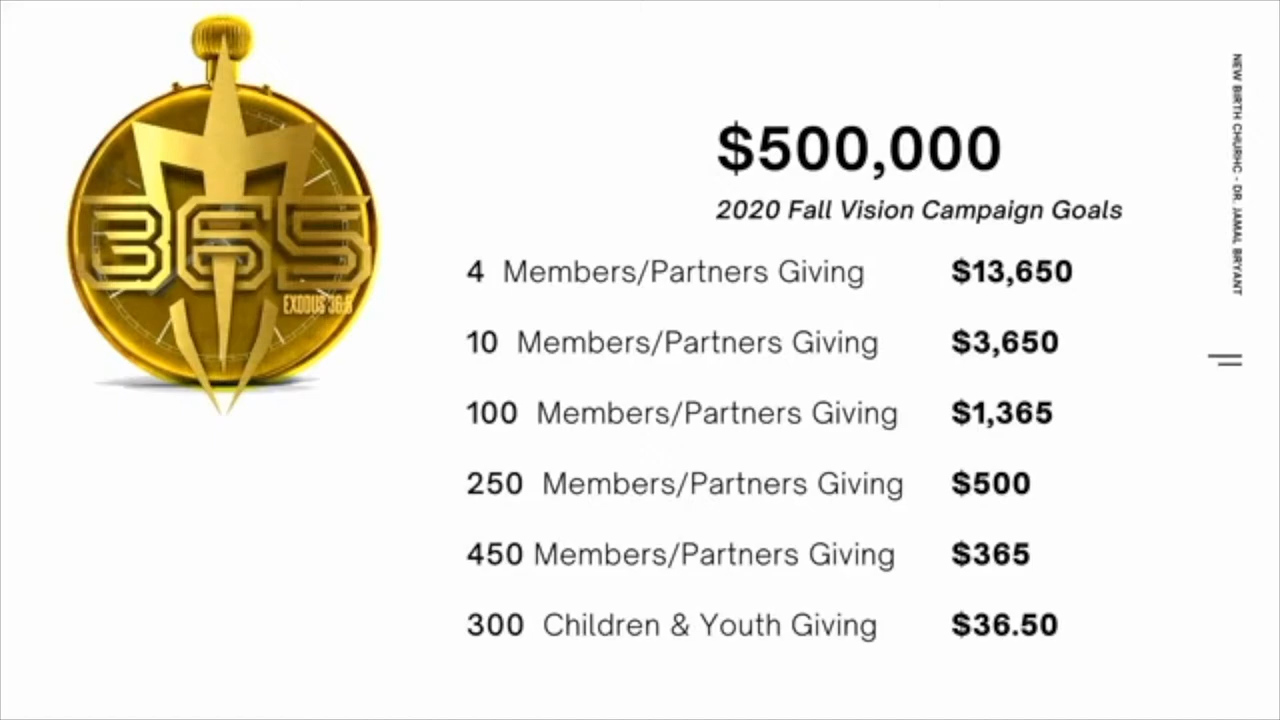 365
EXODUS 36:5
$500,000
2020 Fall Vision Campaign Goals
4 Members/Partners Giving $13,650
10 Members/Partners Giving $3,650
100 Members/Partners Giving $1,365
250 Members/Partners Giving $500
450 Members/Partners Giving $365
300 Children & Youth Giving $36.50
NEW BIRTH CHURHC - DR. JAMAL BRYANT